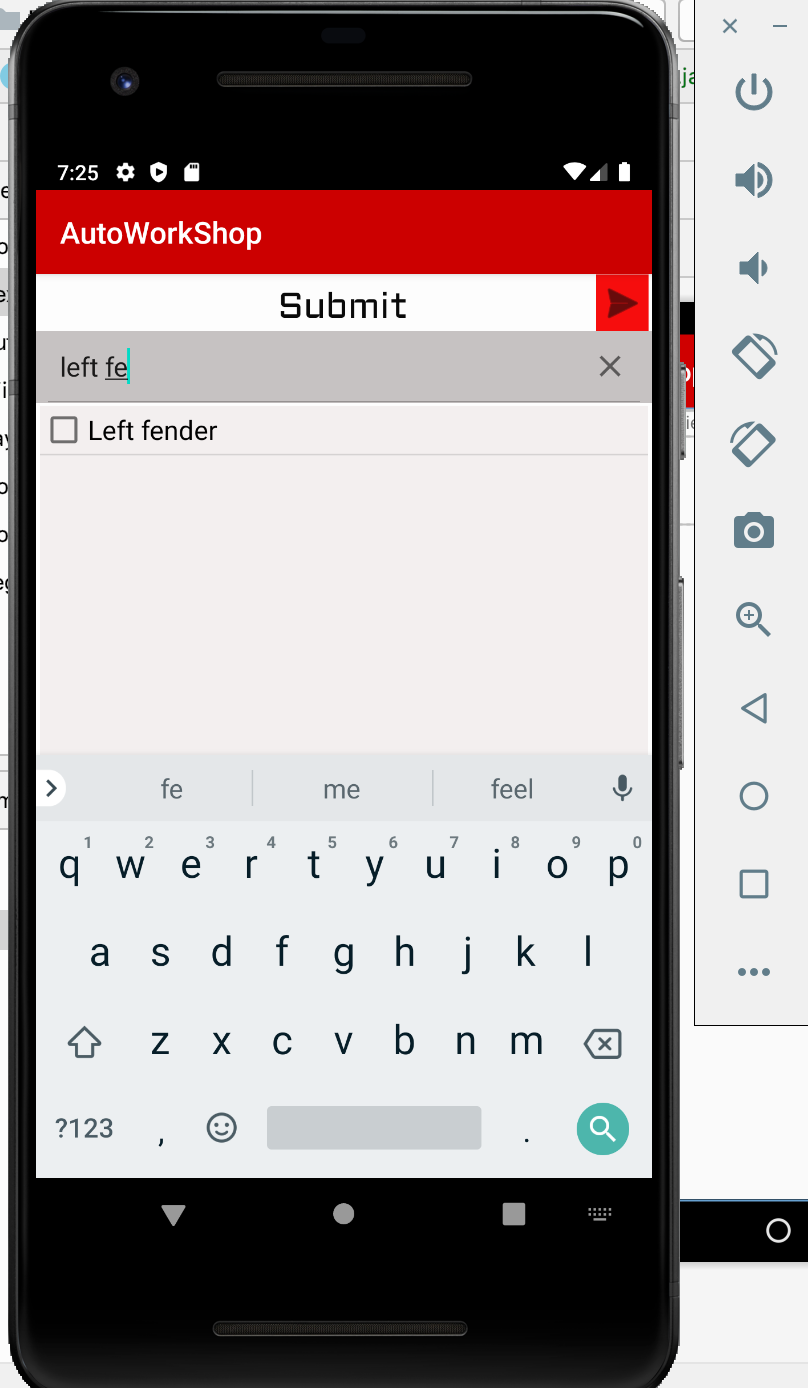 7:25
AutoWorkShop
Submit
left fe
Left fender
fe me feel
1 2 3 4 5 6 7 8 9 0
q w e r t y u i o p
a s d f g h j k l
z x c v b n m
?123 , .